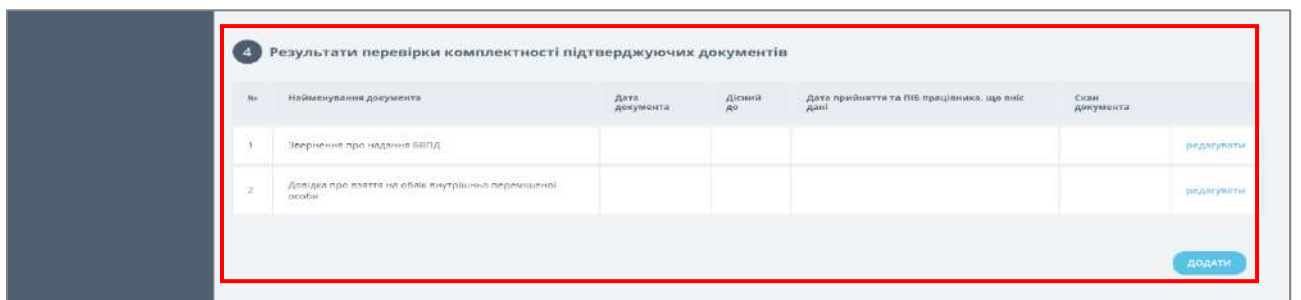 4 Результати перевірки комплектності підтверджуючих документів
№ Найменування документа Дата Дісний Дата прийняття та ПІБ працівника, що вніс Скан
документа до дані документа
1 Звернення про надання БВПД редагувати
2 Довідка про взяття на облік внутрішньо переміщеної
особи редагувати
ДОДАТИ